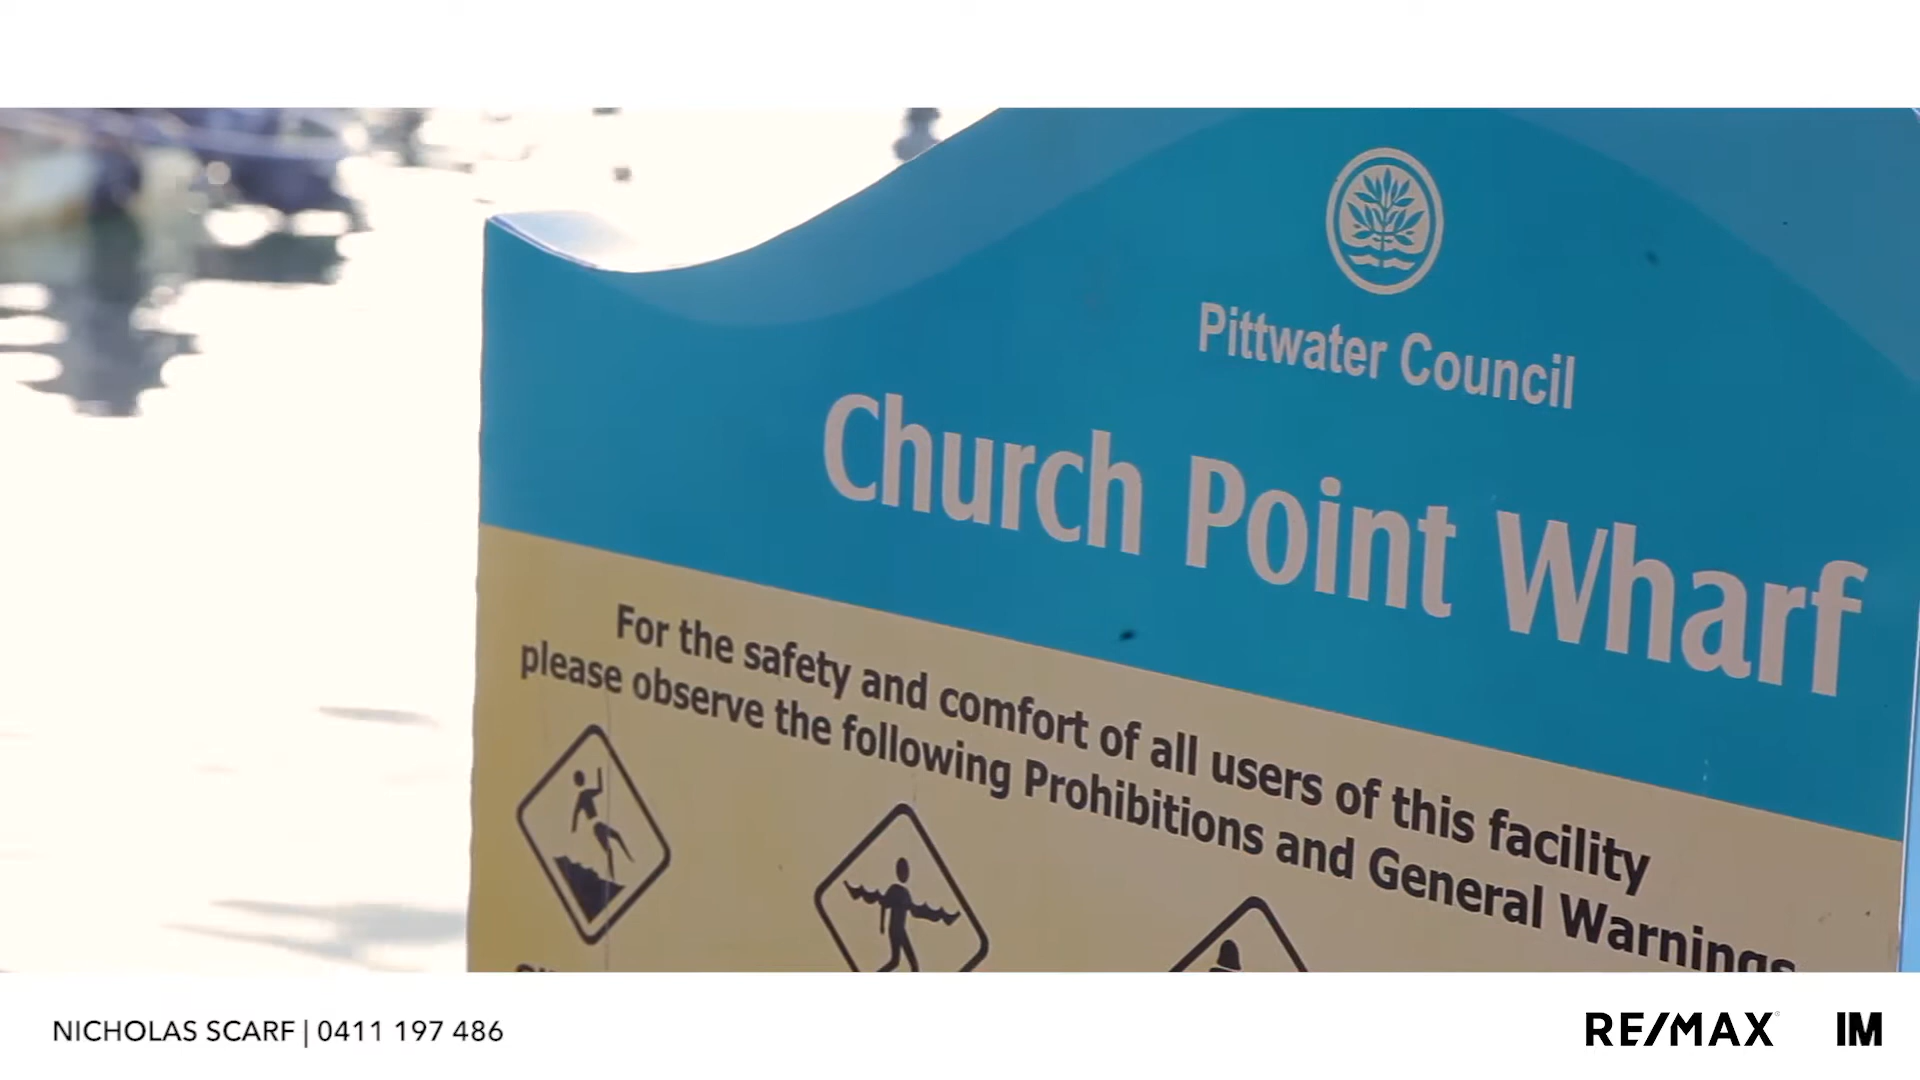 Pittwater Council
Church Point Wharf
For the safety and comfort of all users of this facility
please observe the following Prohibitions and General Warnings
NICHOLAS SCARF | 0411 197 486
RE/MAX
IM